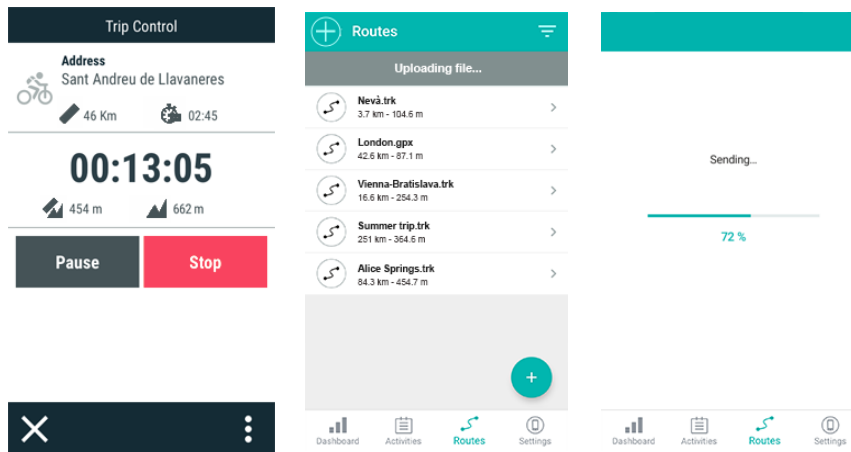 Trip Control
Address
Sant Andreu de Llavaneres
46 Km 02:45
00:13:05
454 m 662 m
Pause Stop
Routes
Uploading file...
Nevà.trk
3.7 km - 104.6 m
London.gpx
42.6 km - 87.1 m
Vienna-Bratislava.trk
16.6 km - 254.3 m
Summer trip.trk
251 km - 364.6 m
Alice Springs.trk
84.3 km - 454.7 m
Dashboard Activities Routes Settings
Sending...
72 %
Dashboard Activities Routes Settings